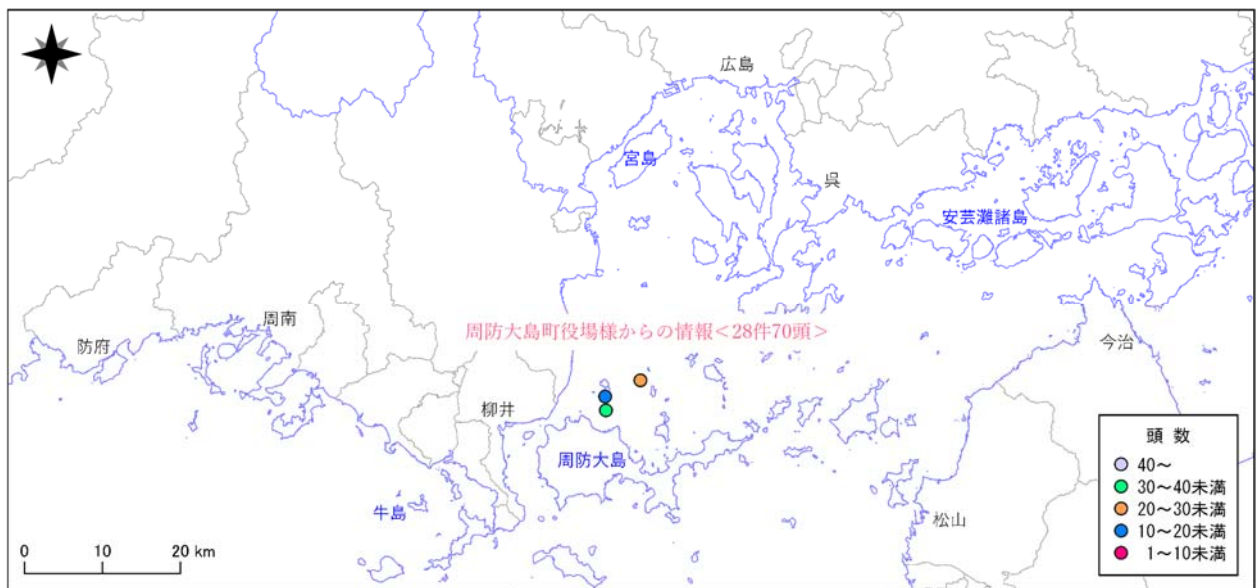 広島
宮島
呉
安芸灘諸島
周南
防府
周防大島町役場様からの情報＜28件70頭＞
今治
柳井
周防大島
牛島
松山
頭 数
40～
30～40未満
20～30未満
10～20未満
1～10未満
0 10 20 km